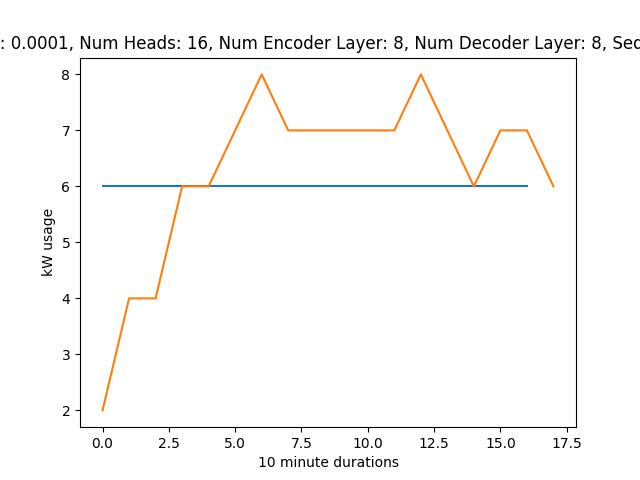 : 0.0001, Num Heads: 16, Num Encoder Layer: 8, Num Decoder Layer: 8,
8
7
6
5
4
3
2
kW usage
0.0 2.5 5.0 7.5 10.0 12.5 15.0 17.5
10 minute durations